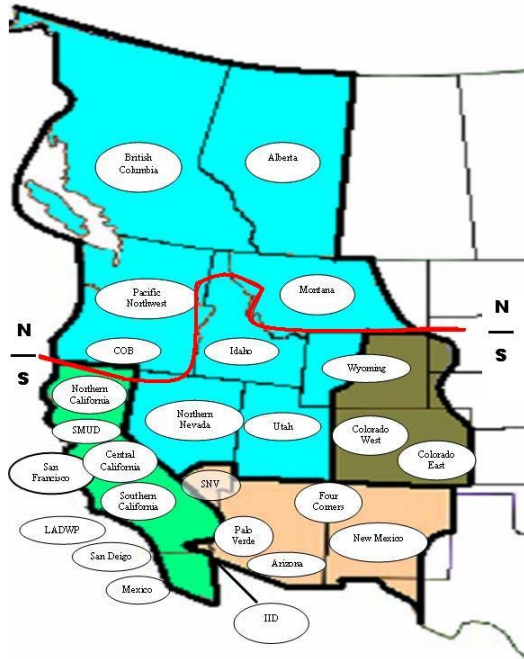 British
Columbia
Alberta
Pacific
Northwest
Montana
N
S
N
S
COB
Idaho
Wyoming
Northern
California
Northern
Nevada
Utah
SMUD
Colorado
West
Colorado
East
San
Francisco
Central
California
SNV
Southern
California
Four
Corners
LADWP
Palo
Verde
New Mexico
San Deigo
Arizona
Mexico
IID